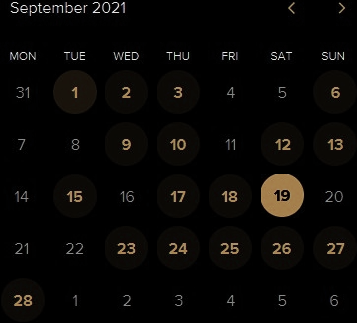 September 2021
MON TUE WED THU FRI SAT SUN
31 1 2 3 4 5 6
7 8 9 10 11 12 13
14 15 16 17 18 19 20
21 22 23 24 25 26 27
28 1 2 3 4 5 6